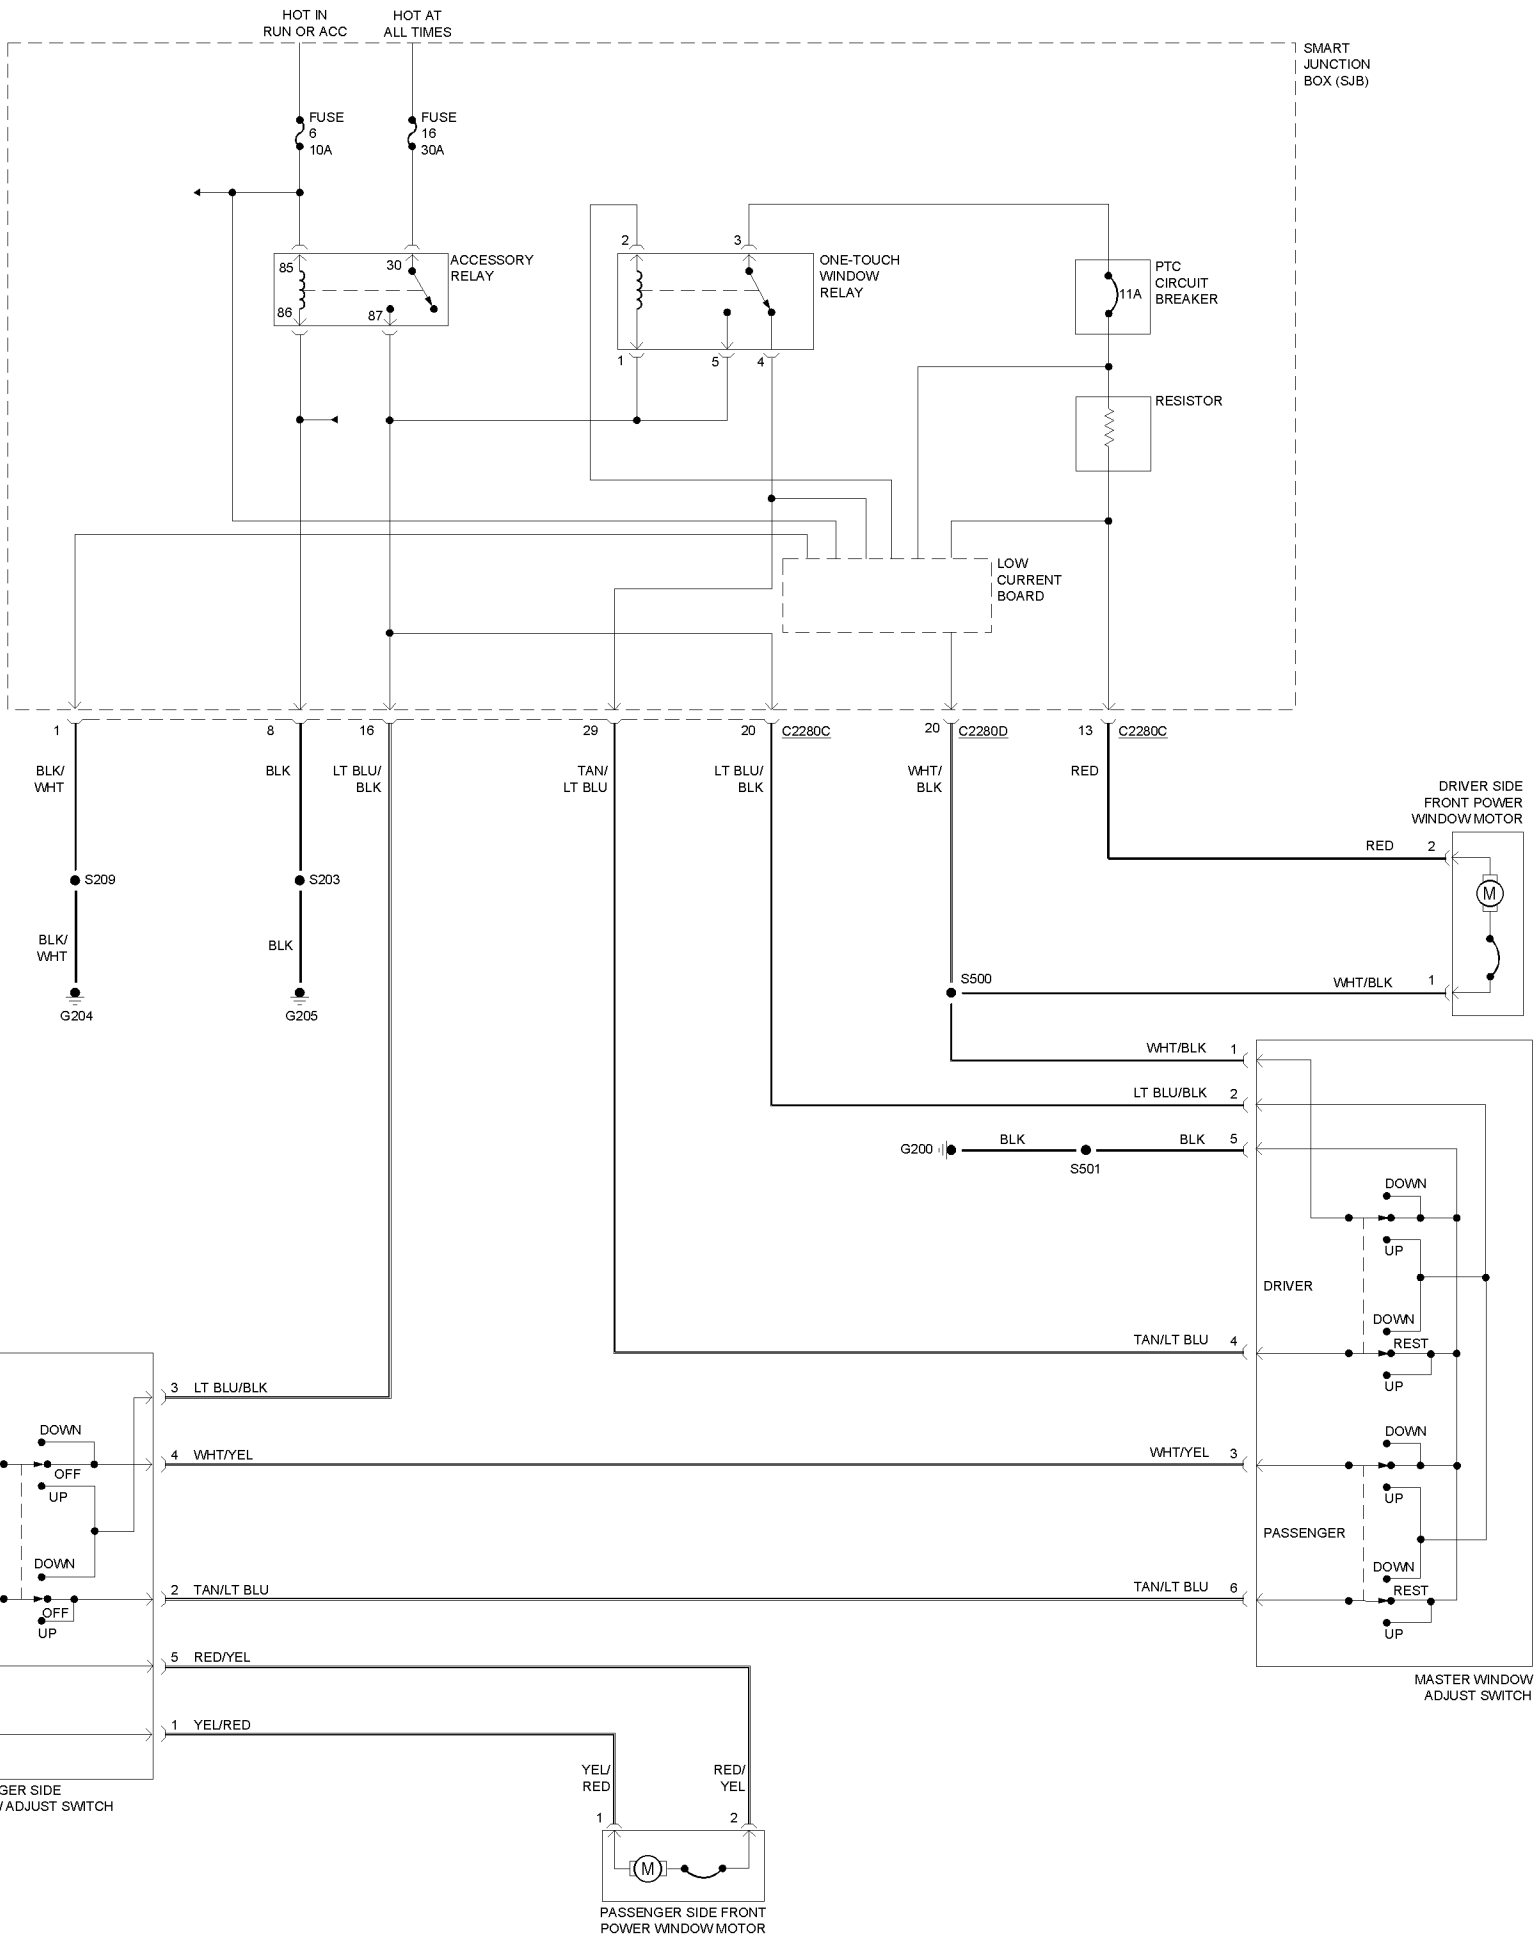 HOT IN
RUN OR ACC
HOT AT
ALL TIMES
SMART
JUNCTION
BOX (SJB)
FUSE
6
10A
FUSE
16
30A
85
86
30
87
ACCESSORY
RELAY
2
3
1
5
4
ONE-TOUCH
WINDOW
RELAY
11A
PTC
CIRCUIT
BREAKER
RESISTOR
LOW
CURRENT
BOARD
1
8
16
29
20
C2280C
20
C2280D
13
C2280C
BLK/
WHT
BLK
LT BLU/
BLK
TAN/
LT BLU
LT BLU/
BLK
WHT/
BLK
RED
DRIVER SIDE
FRONT POWER
WINDOW MOTOR
RED
2
M
S209
S203
BLK/
WHT
BLK
G204
G205
S500
WHT/BLK
1
WHT/BLK
1
LT BLU/BLK
2
G200
BLK
S501
BLK
5
DOWN
UP
DRIVER
DOWN
REST
UP
TAN/LT BLU
4
3
LT BLU/BLK
DOWN
OFF
UP
4
WHT/YEL
WHT/YEL
3
DOWN
UP
PASSENGER
DOWN
REST
UP
DOWN
OFF
UP
2
TAN/LT BLU
TAN/LT BLU
6
5
RED/YEL
MASTER WINDOW
ADJUST SWITCH
1
YEL/RED
GER SIDE
/ ADJUST SWITCH
YEL/
RED
RED/
YEL
1
2
M
PASSENGER SIDE FRONT
POWER WINDOW MOTOR